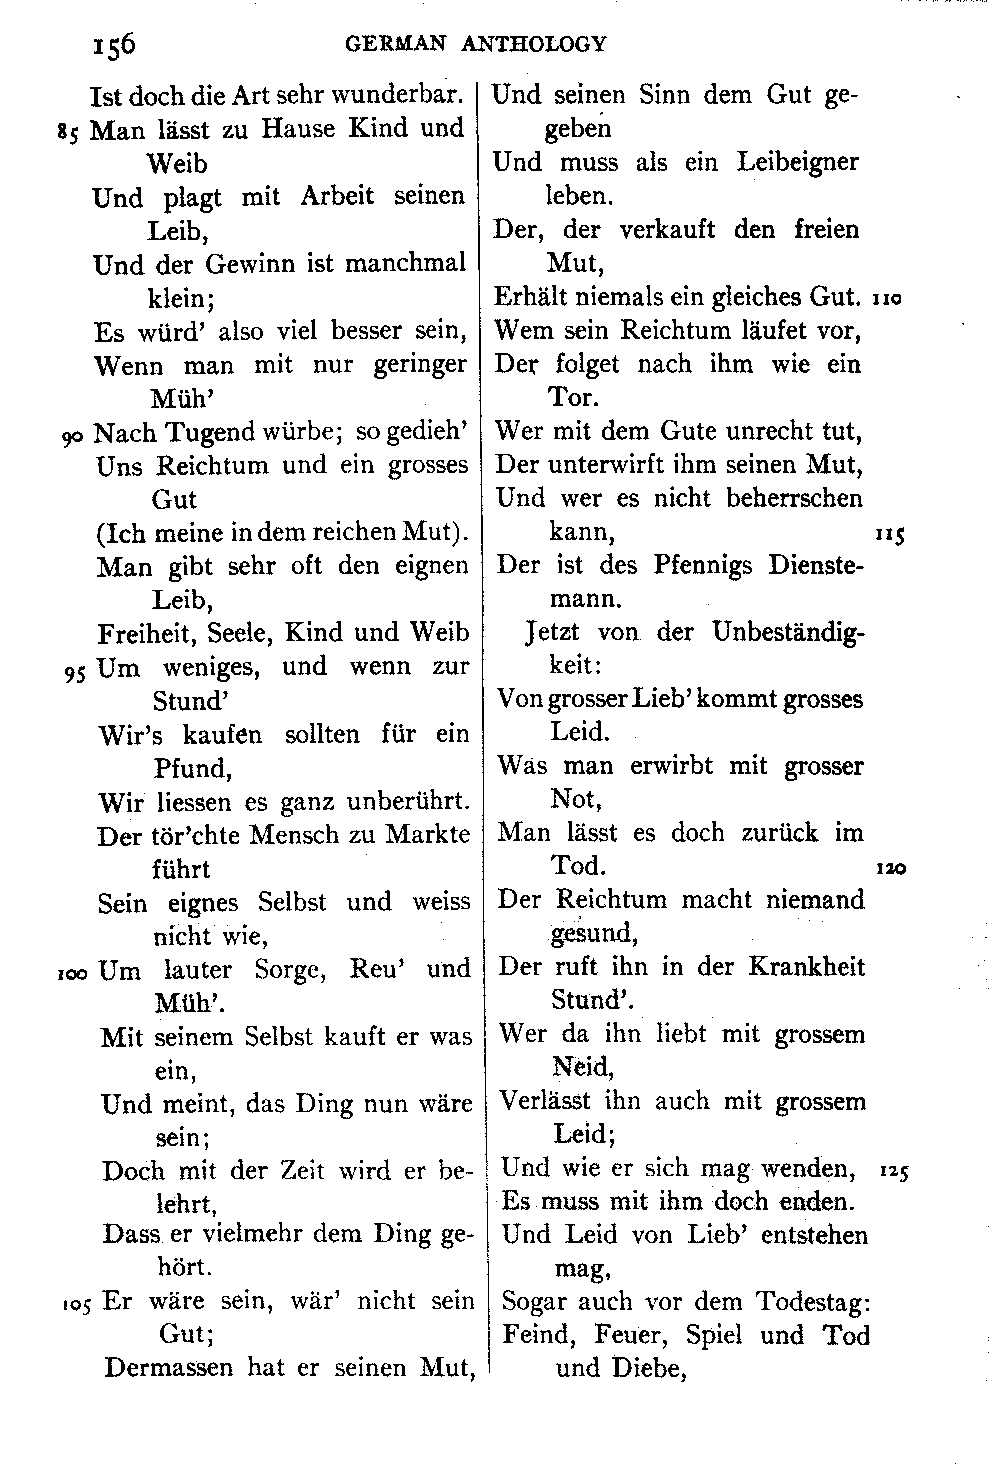 156 GERMAN ANTHOLOGY
Ist doch die Art sehr wunderbar.
85 Man lässt zu Hause Kind und
Weib
Und plagt mit Arbeit seinen
Leib,
Und der Gewinn ist manchmal
klein;
Es würd' also viel besser sein,
Wenn man mit nur geringer
Müh'
90 Nach Tugend würbe; so gedieh'
Uns Reichtum und ein grosses
Gut
(Ich meine in dem reichen Mut).
Man gibt sehr oft den eignen
Leib,
Freiheit, Seele, Kind und Weib
95 Um weniges, und wenn zur
Stund'
Wir's kaufen sollten für ein
Pfund,
Wir liessen es ganz unberührt.
Der tör'chte Mensch zu Markte
führt
Sein eignes Selbst und weiss
nicht wie,
100 Um lauter Sorge, Reu' und
Müh'.
Mit seinem Selbst kauft er was
ein,
Und meint, das Ding nun wäre
sein;
Doch mit der Zeit wird er be-
lehrt,
Dass er vielmehr dem Ding ge-
hört.
105 Er wäre sein, wär' nicht sein
Gut;
Dermassen hat er seinen Mut,
Und seinen Sinn dem Gut ge-
geben
Und muss als ein Leibeigner
leben.
Der, der verkauft den freien
Mut,
Erhält niemals ein gleiches Gut. 110
Wem sein Reichtum läufet vor,
Der folget nach ihm wie ein
Tor.
Wer mit dem Gute unrecht tut,
Der unterwirft ihm seinen Mut,
Und wer es nicht beherrschen
kann, 115
Der ist des Pfennigs Dienste-
mann.
Jetzt von der Unbeständig-
keit:
Von grosser Lieb' kommt grosses
Leid.
Was man erwirbt mit grosser
Not,
Man lässt es doch zurück im
Tod. 120
Der Reichtum macht niemand
gesund,
Der ruft ihn in der Krankheit
Stund'.
Wer da ihn liebt mit grossem
Neid,
Verlässt ihn auch mit grossem
Leid;
Und wie er sich mag wenden, 125
Es muss mit ihm doch enden.
Und Leid von Lieb' entstehen
mag,
Sogar auch vor dem Todestag:
Feind, Feuer, Spiel und Tod
und Diebe,